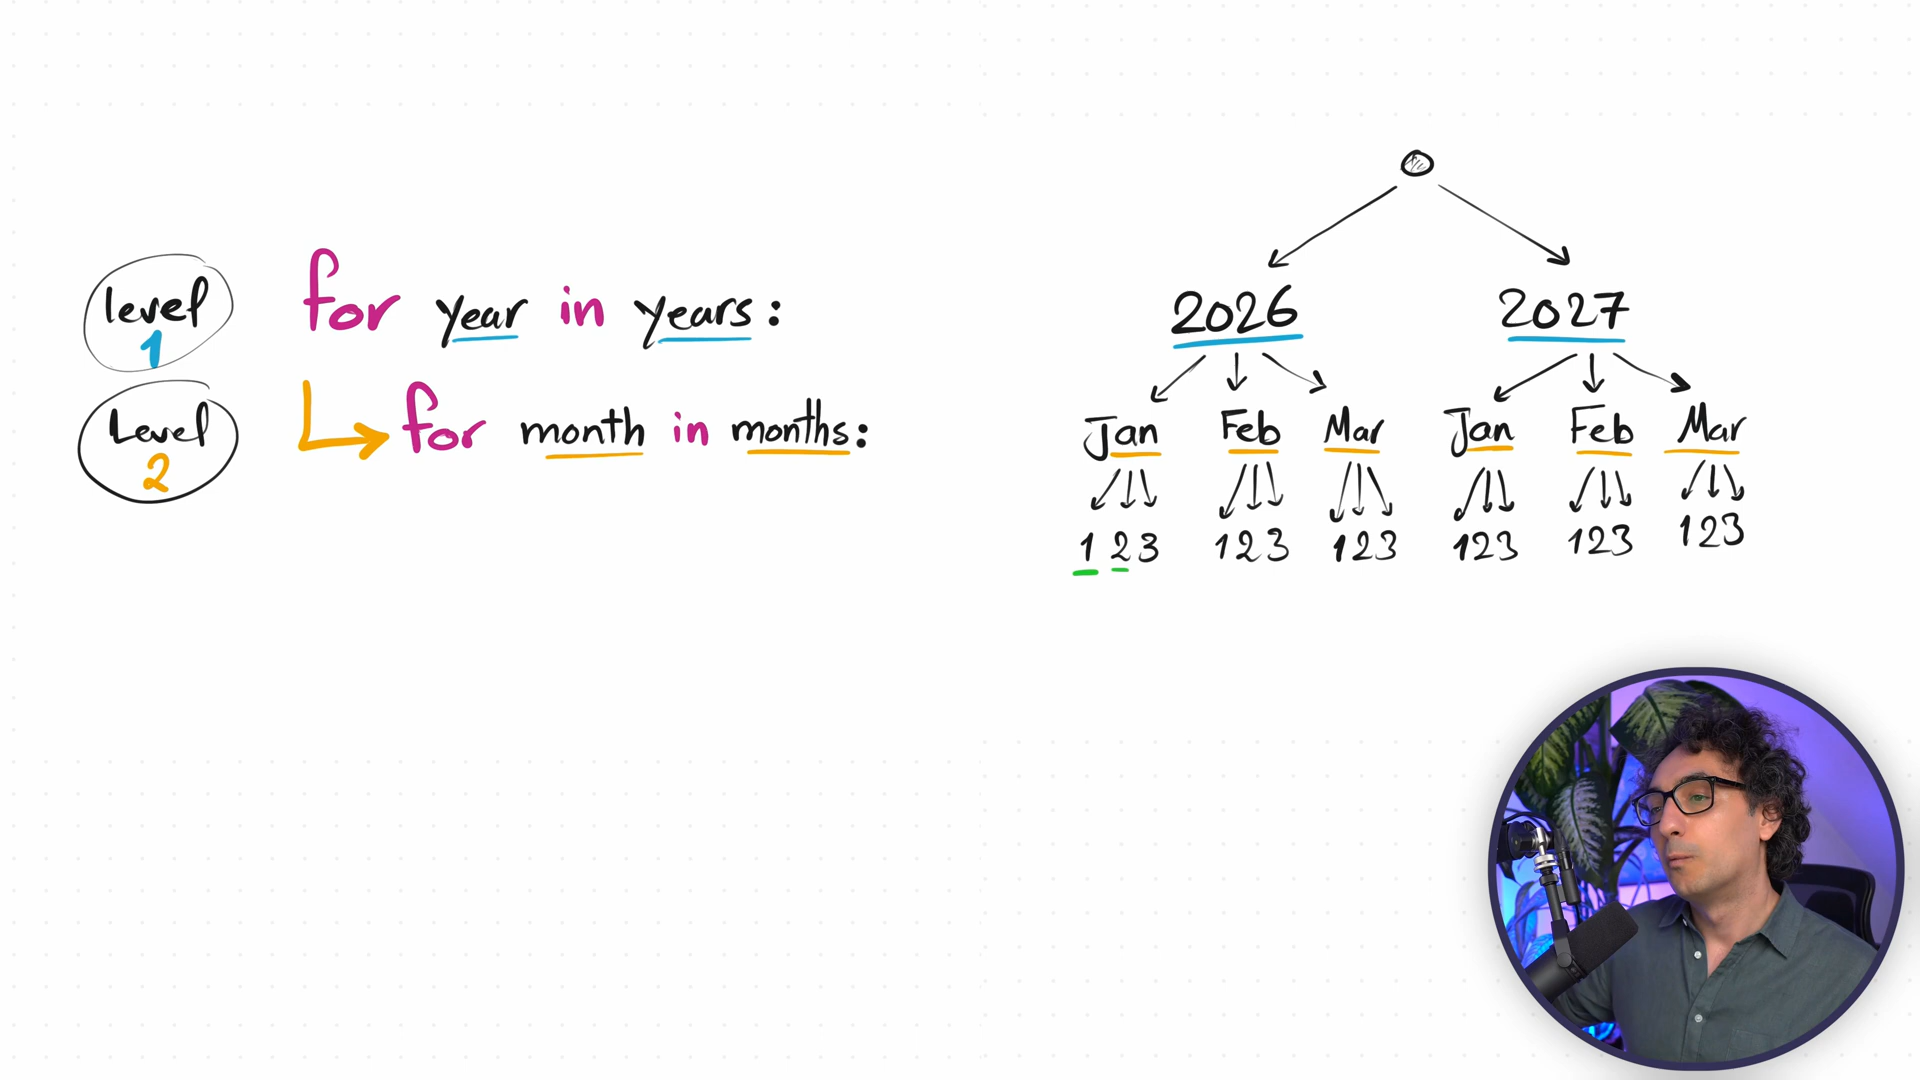 level
1
for year in years:
Level
2
for month in months:
2026 2027
Jan Feb Mar Jan Feb Mar
1 2 3 1 2 3 1 2 3 1 2 3 1 2 3 1 2 3